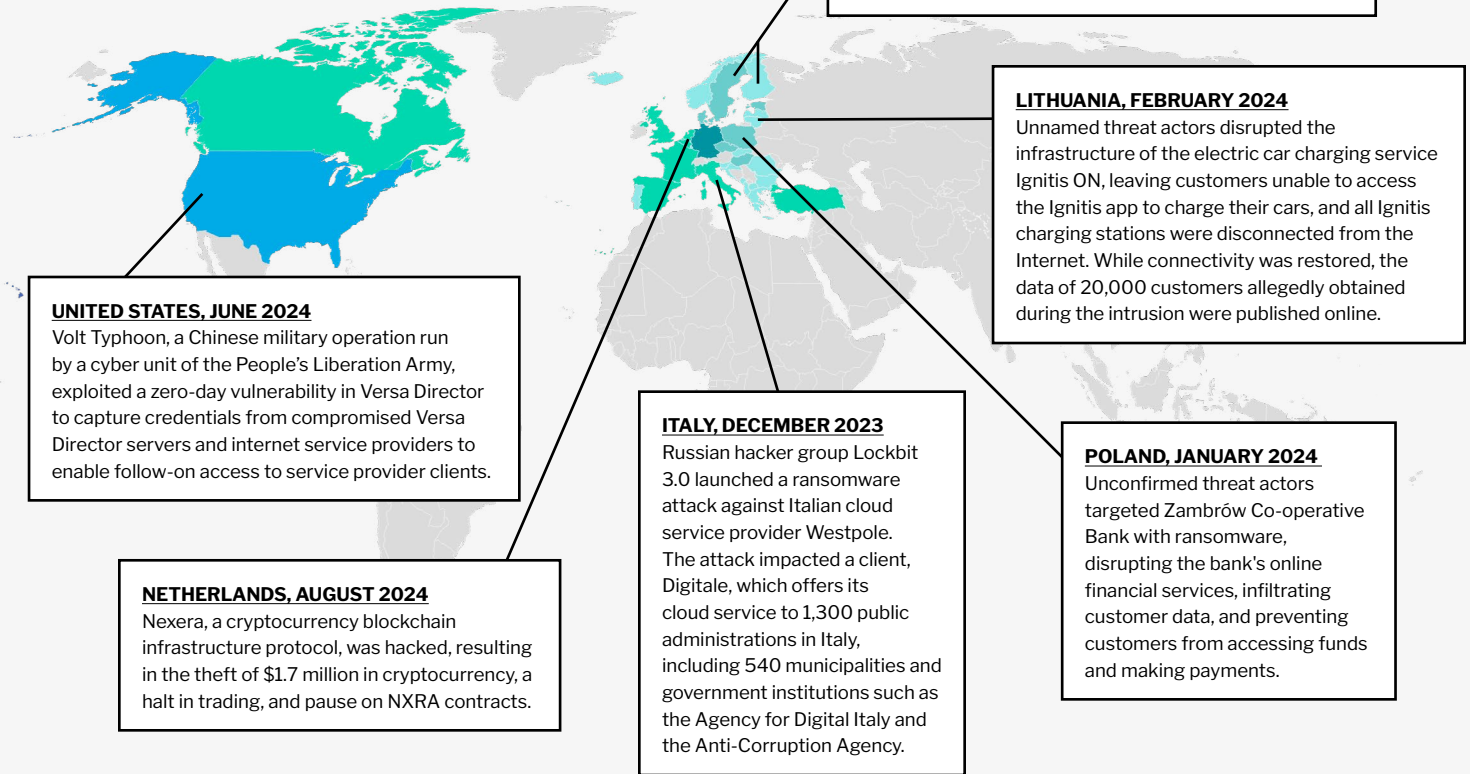 LITHUANIA, FEBRUARY 2024
Unnamed threat actors disrupted the
infrastructure of the electric car charging service
Ignitis ON, leaving customers unable to access
the Ignitis app to charge their cars, and all Ignitis
charging stations were disconnected from the
Internet. While connectivity was restored, the
data of 20,000 customers allegedly obtained
during the intrusion were published online.
UNITED STATES, JUNE 2024
Volt Typhoon, a Chinese military operation run
by a cyber unit of the People’s Liberation Army,
exploited a zero-day vulnerability in Versa Director
to capture credentials from compromised Versa
Director servers and internet service providers to
enable follow-on access to service provider clients.
ITALY, DECEMBER 2023
Russian hacker group Lockbit
3.0 launched a ransomware
attack against Italian cloud
service provider Westpole.
The attack impacted a client,
Digitale, which offers its
cloud service to 1,300 public
administrations in Italy,
including 540 municipalities and
government institutions such as
the Agency for Digital Italy and
the Anti-Corruption Agency.
POLAND, JANUARY 2024
Unconfirmed threat actors
targeted Zambrów Co-operative
Bank with ransomware,
disrupting the bank's online
financial services, infiltrating
customer data, and preventing
customers from accessing funds
and making payments.
NETHERLANDS, AUGUST 2024
Nexera, a cryptocurrency blockchain
infrastructure protocol, was hacked, resulting
in the theft of $1.7 million in cryptocurrency, a
halt in trading, and pause on NXRA contracts.